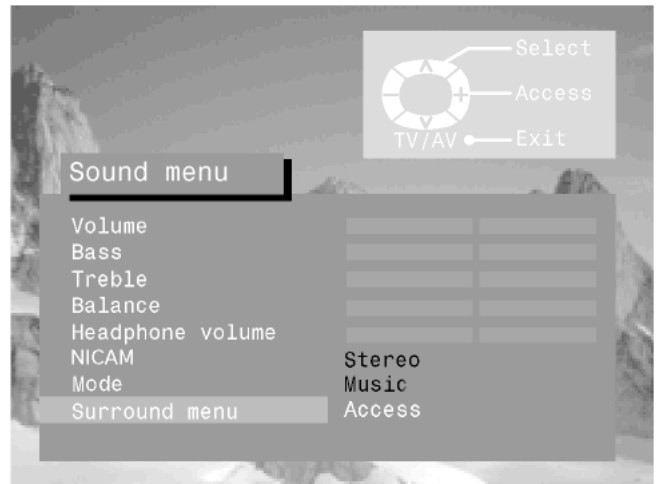 Select
Access
TV/AV Exit
Sound menu
Volume
Bass
Treble
Balance
Headphone volume
NICAM Stereo
Mode Music
Surround menu Access